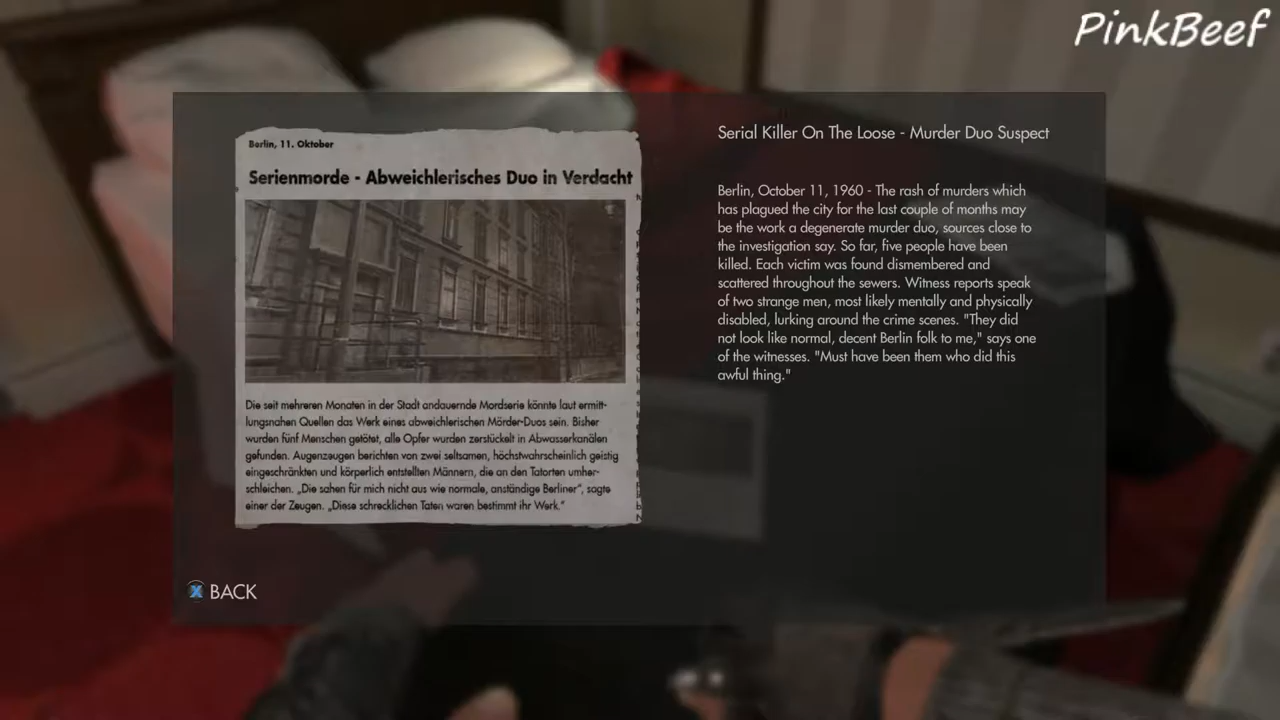 PinkBeef
Berlin, 11. Oktober
Serienmorde - Abweichlerisches Duo in Verdacht
Die seit mehreren Monaten in der Stadt andauernde Mordserie könnte laut ermitt-
lungsnahen Quellen das Werk eines abweichlerischen Mörder-Duos sein. Bisher
wurden fünf Menschen getötet, alle Opfer wurden zerstückelt in Abwasserkanälen
gefunden. Augenzeugen berichten von zwei seltsamen, höchstwahrscheinlich geistig
eingeschränkten und körperlich entstellten Männern, die an den Tatorten umher-
schleichen. „Die sahen für mich nicht aus wie normale, anständige Berliner“, sagte
einer der Zeugen. „Diese schrecklichen Taten waren bestimmt ihr Werk.“
Serial Killer On The Loose - Murder Duo Suspect
Berlin, October 11, 1960 - The rash of murders which
has plagued the city for the last couple of months may
be the work a degenerate murder duo, sources close to
the investigation say. So far, five people have been
killed. Each victim was found dismembered and
scattered throughout the sewers. Witness reports speak
of two strange men, most likely mentally and physically
disabled, lurking around the crime scenes. "They did
not look like normal, decent Berlin folk to me," says one
of the witnesses. "Must have been them who did this
awful thing."
X BACK